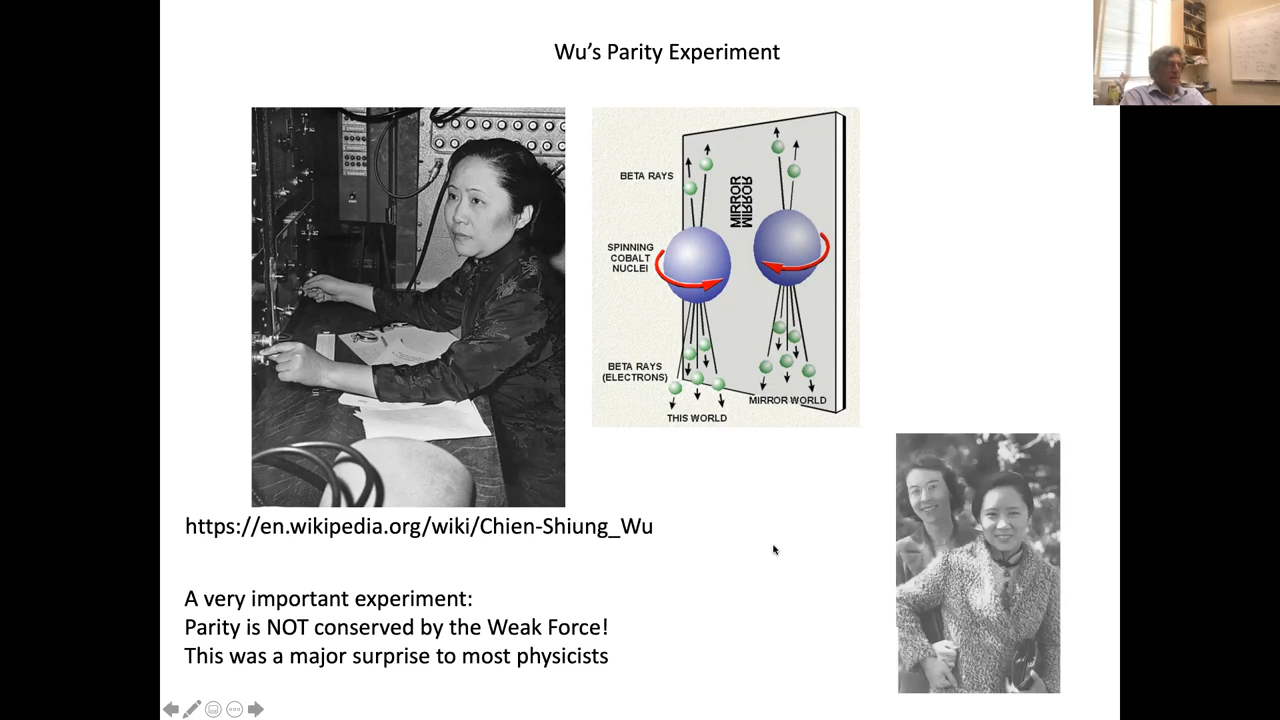 Wu's Parity Experiment
BETA RAYS
MIRROR
MIRROR
SPINNING
COBALT
NUCLEI
BETA RAYS
(ELECTRONS)
MIRROR WORLD
THIS WORLD
https://en.wikipedia.org/wiki/Chien-Shiung_Wu
A very important experiment:
Parity is NOT conserved by the Weak Force!
This was a major surprise to most physicists